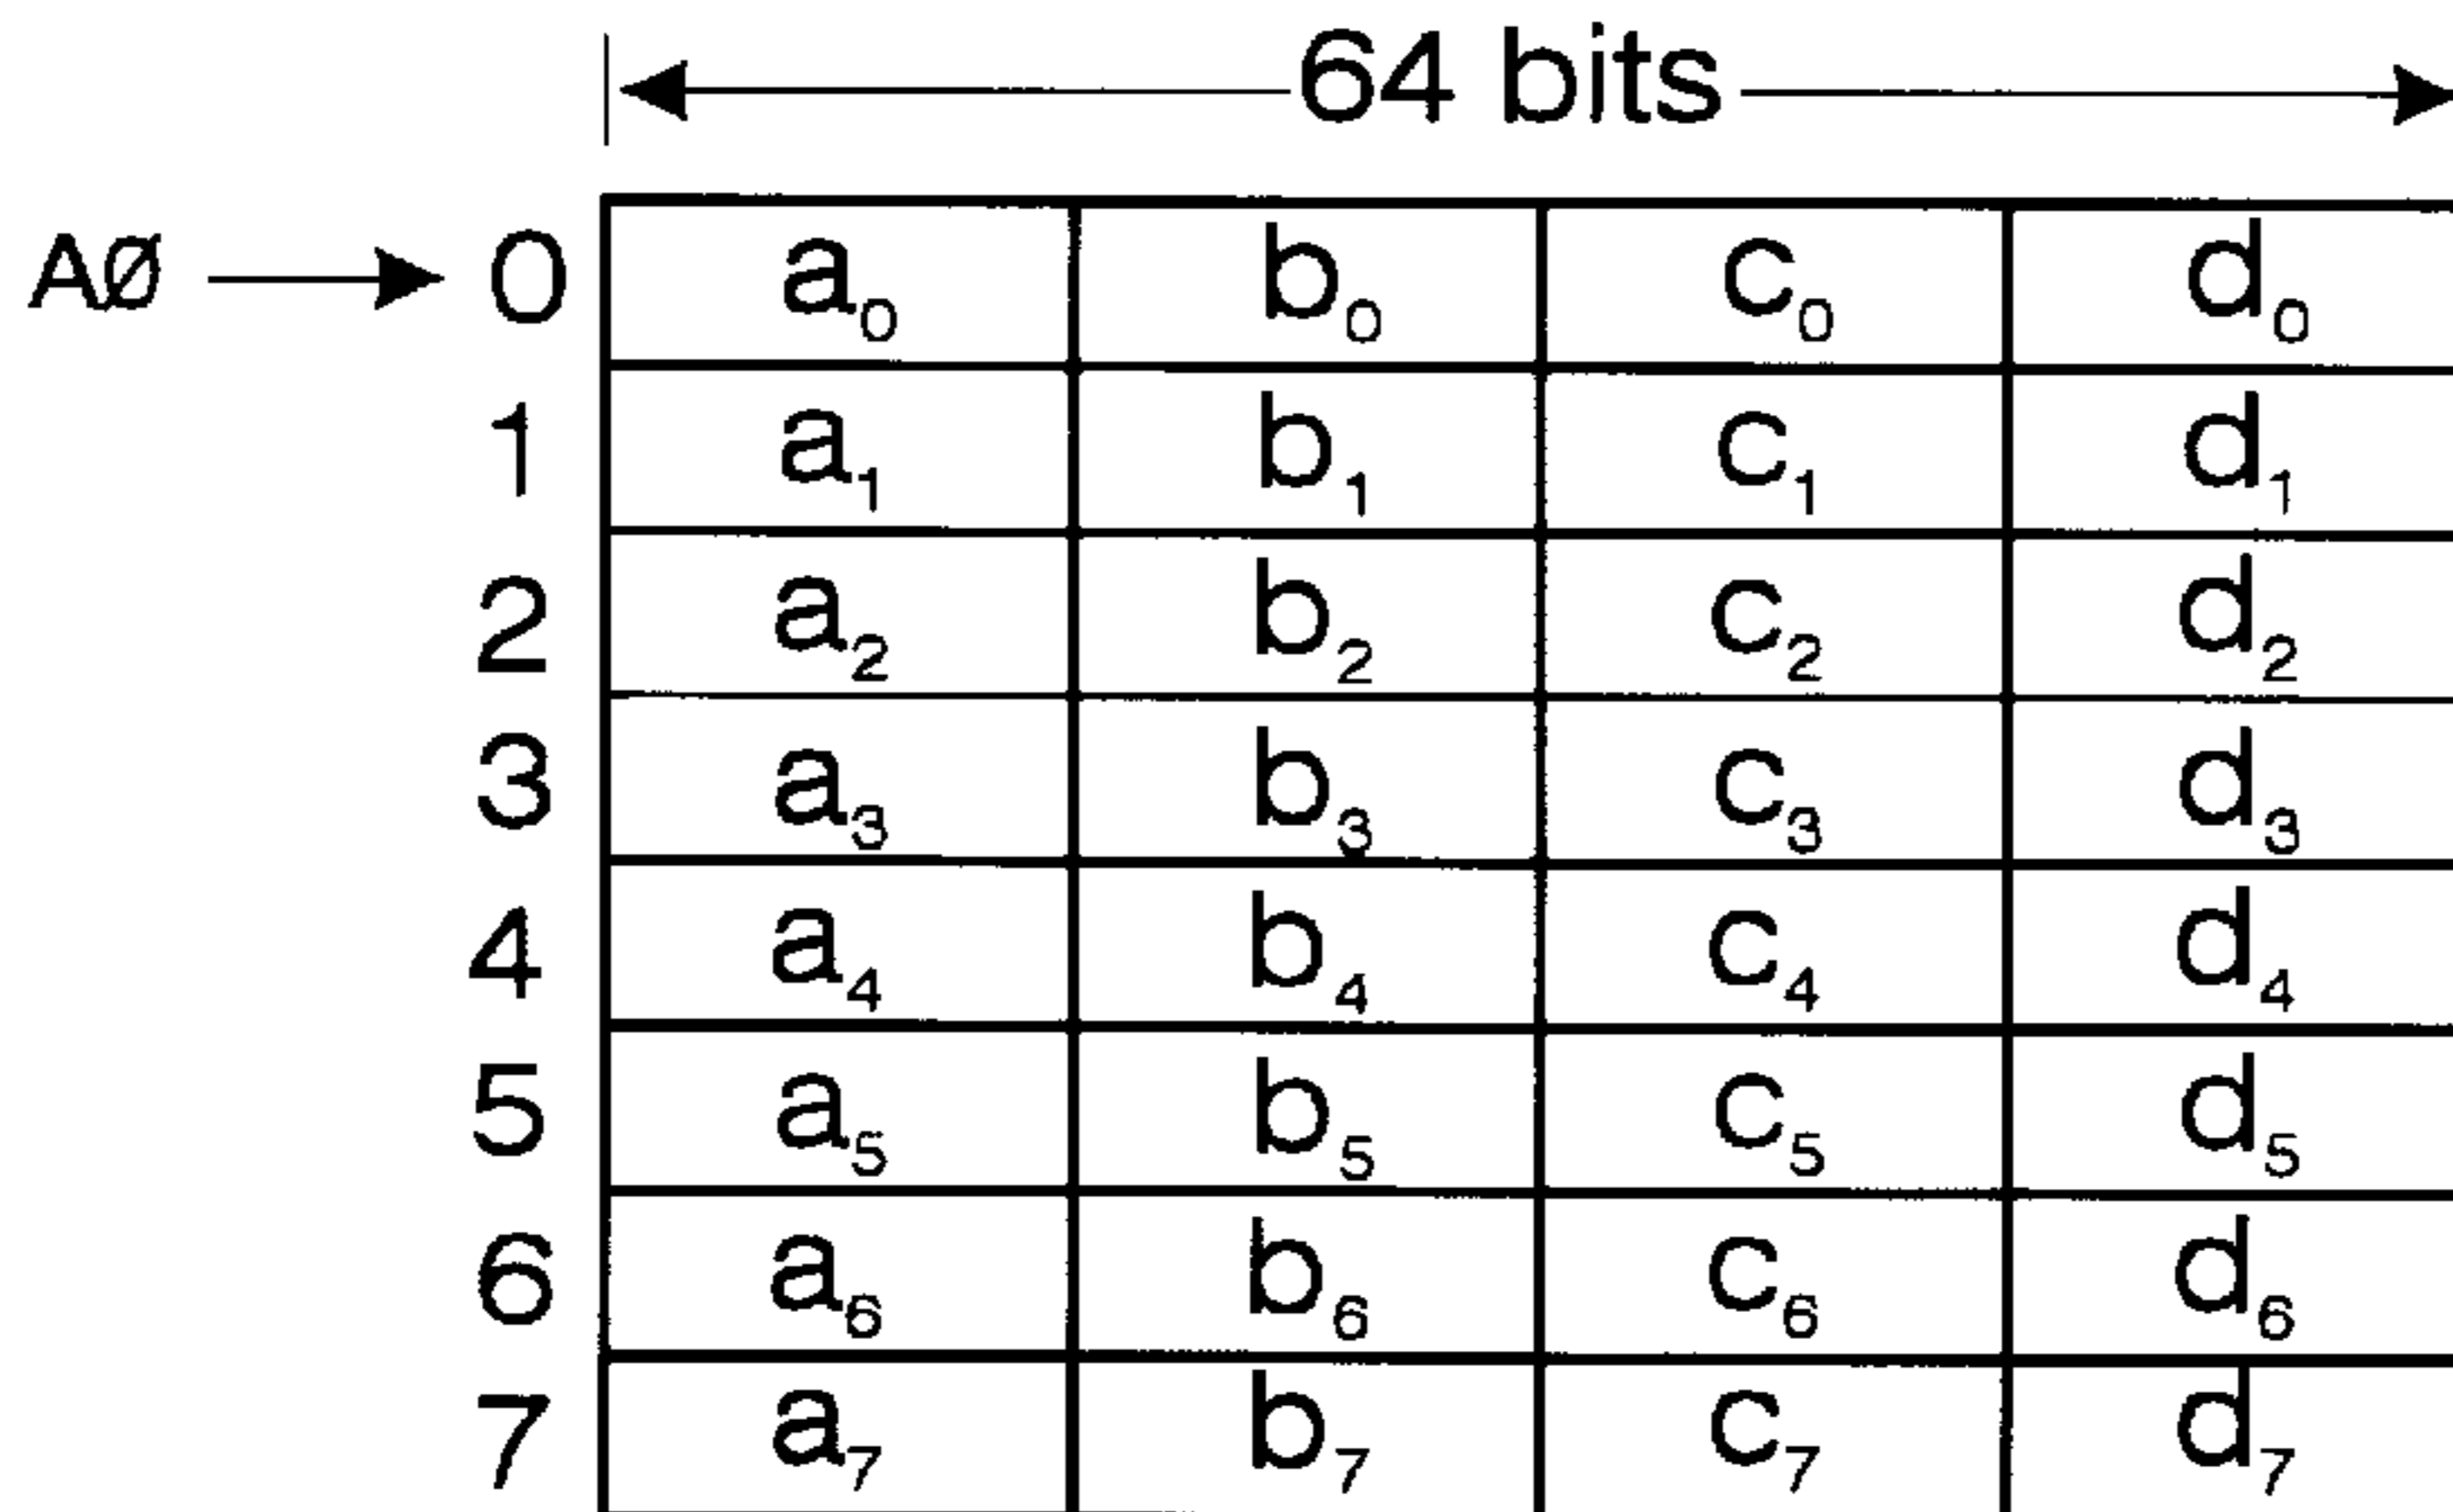 64 bits
AØ 0 a₀ b₀ c₀ d₀
1 a₁ b₁ c₁ d₁
2 a₂ b₂ c₂ d₂
3 a₃ b₃ c₃ d₃
4 a₄ b₄ c₄ d₄
5 a₅ b₅ c₅ d₅
6 a₆ b₆ c₆ d₆
7 a₇ b₇ c₇ d₇